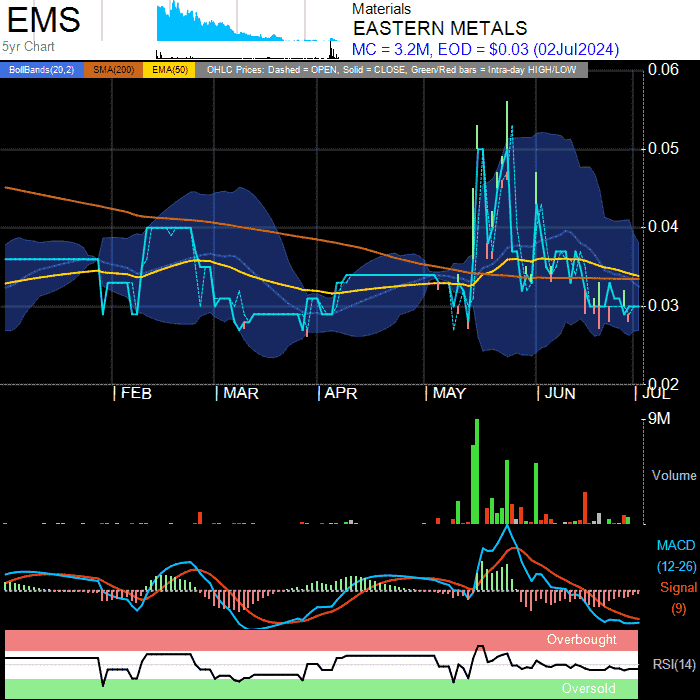 EMS
5yr Chart
Materials
EASTERN METALS
MC = 3.2M, EOD = $0.03 (02Jul2024)
BollBands(20,2) SMA(200) EMA(50) OHLC Prices: Dashed = OPEN, Solid = CLOSE, Green/Red bars = Intra-day HIGH/LOW
0.06
0.05
0.04
0.03
0.02
FEB MAR APR MAY JUN JUL
9M
Volume
MACD
(12-26)
Signal
(9)
Overbought
RSI(14)
Oversold